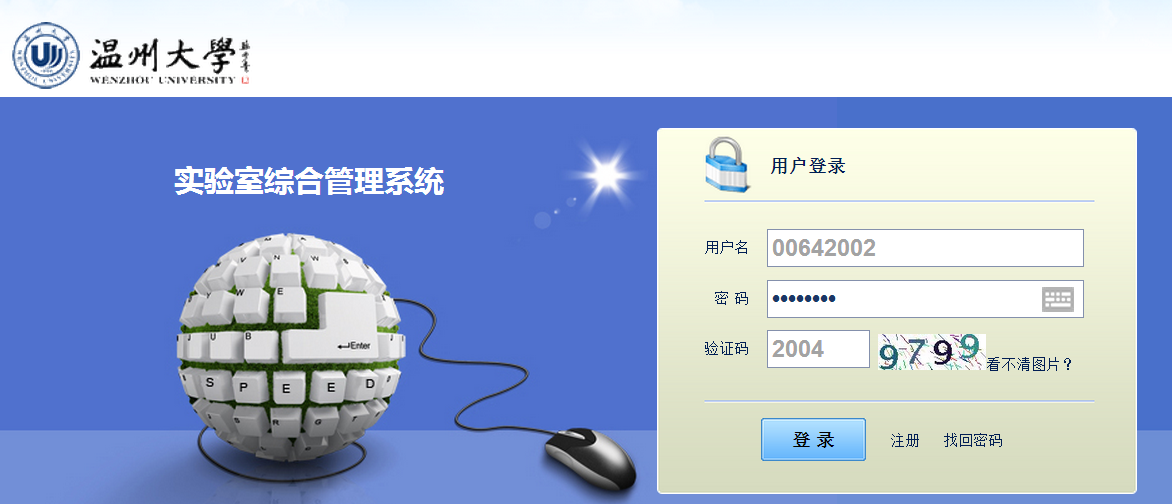 温州大學
WENZHOU UNIVERSITY
实验室综合管理系统
用户登录
用户名 00642002
密 码 ••••••••
验证码 2004 9799 看不清图片？
登 录 注册 找回密码
V N W
Y W E
J U B
Enter
S P E E D
S R G